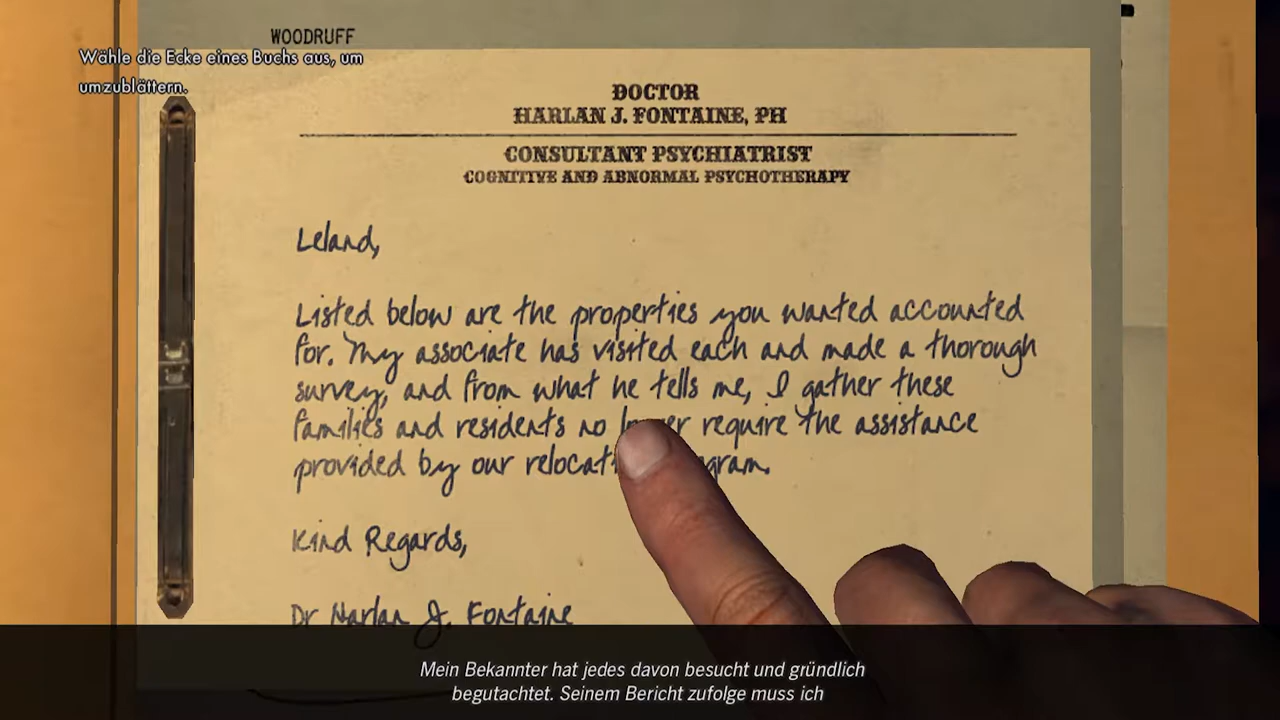 WOODRUFF
Wähle die Ecke eines Buchs aus, um
umzublättern.
DOCTOR
HARLAN J. FONTAINE, PH
CONSULTANT PSYCHIATRIST
COGNITIVE AND ABNORMAL PSYCHOTHERAPY
Leland,
Listed below are the properties you wanted accounted
for. My associate has visited each and made a thorough
survey, and from what he tells me, I gather these
families and residents no require the assistance
provided by our
Kind Regards,
Dr Harlan J. Fontaine
Mein Bekannter hat jedes davon besucht und gründlich
begutachtet. Seinem Bericht zufolge muss ich